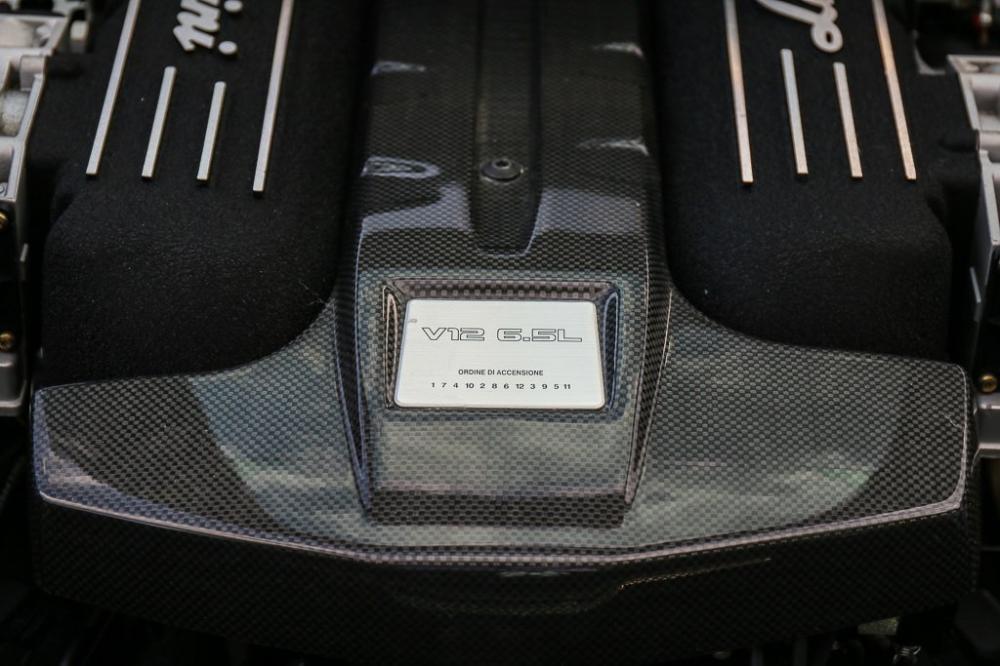 V12 6.5L
ORDINE DI ACCENSIONE
1 7 4 10 2 8 6 12 3 9 5 11